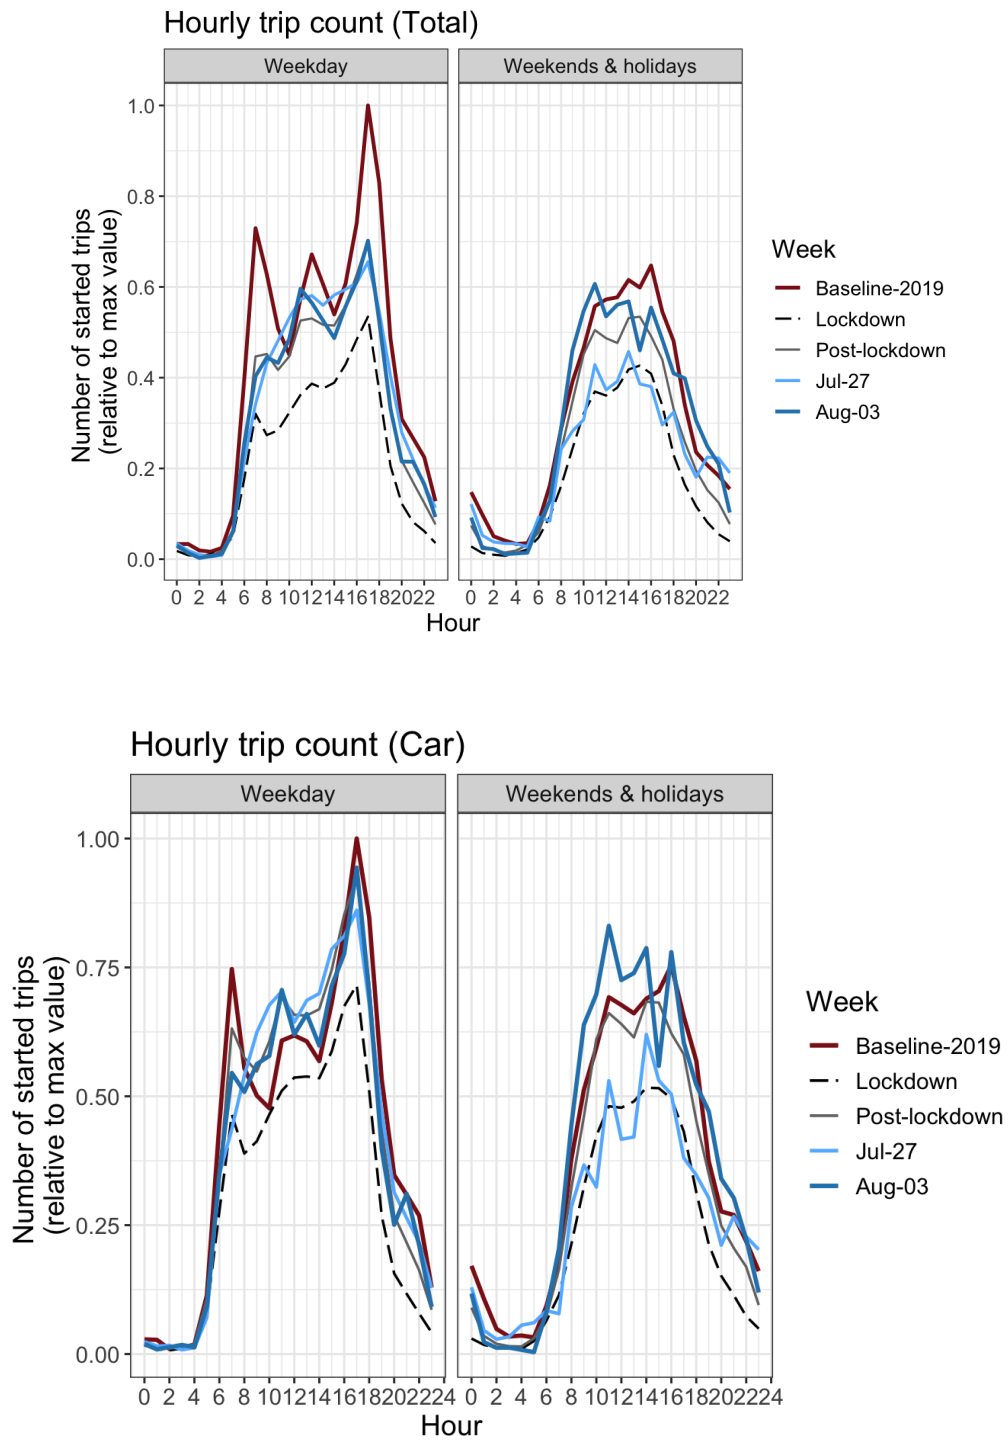 Hourly trip count (Total)
Weekday
Weekends & holidays
Number of started trips
(relative to max value)
1.0
0.8
0.6
0.4
0.2
0.0
0 2 4 6 8 10 12 14 16 18 20 22
0 2 4 6 8 10 12 14 16 18 20 22
Hour
Week
Baseline-2019
Lockdown
Post-lockdown
Jul-27
Aug-03
Hourly trip count (Car)
Weekday
Weekends & holidays
Number of started trips
(relative to max value)
1.00
0.75
0.50
0.25
0.00
0 2 4 6 8 10 12 14 16 18 20 22 24
0 2 4 6 8 10 12 14 16 18 20 22 24
Hour
Week
Baseline-2019
Lockdown
Post-lockdown
Jul-27
Aug-03